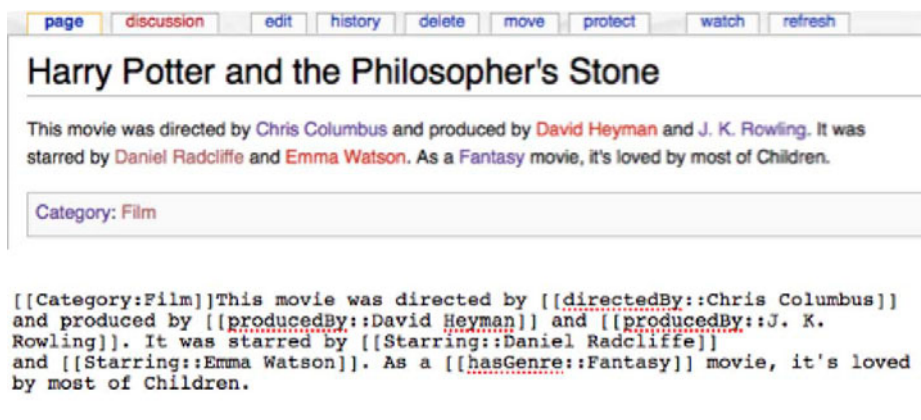 page discussion edit history delete move protect watch refresh
Harry Potter and the Philosopher's Stone
This movie was directed by Chris Columbus and produced by David Heyman and J. K. Rowling. It was
starred by Daniel Radcliffe and Emma Watson. As a Fantasy movie, it's loved by most of Children.
Category: Film
[[Category:Film]]This movie was directed by [[directedBy::Chris Columbus]]
and produced by [[producedBy::David Heyman]] and [[producedBy::J. K.
Rowling]]. It was starred by [[Starring::Daniel Radcliffe]]
and [[Starring::Emma Watson]]. As a [[hasGenre::Fantasy]] movie, it's loved
by most of Children.